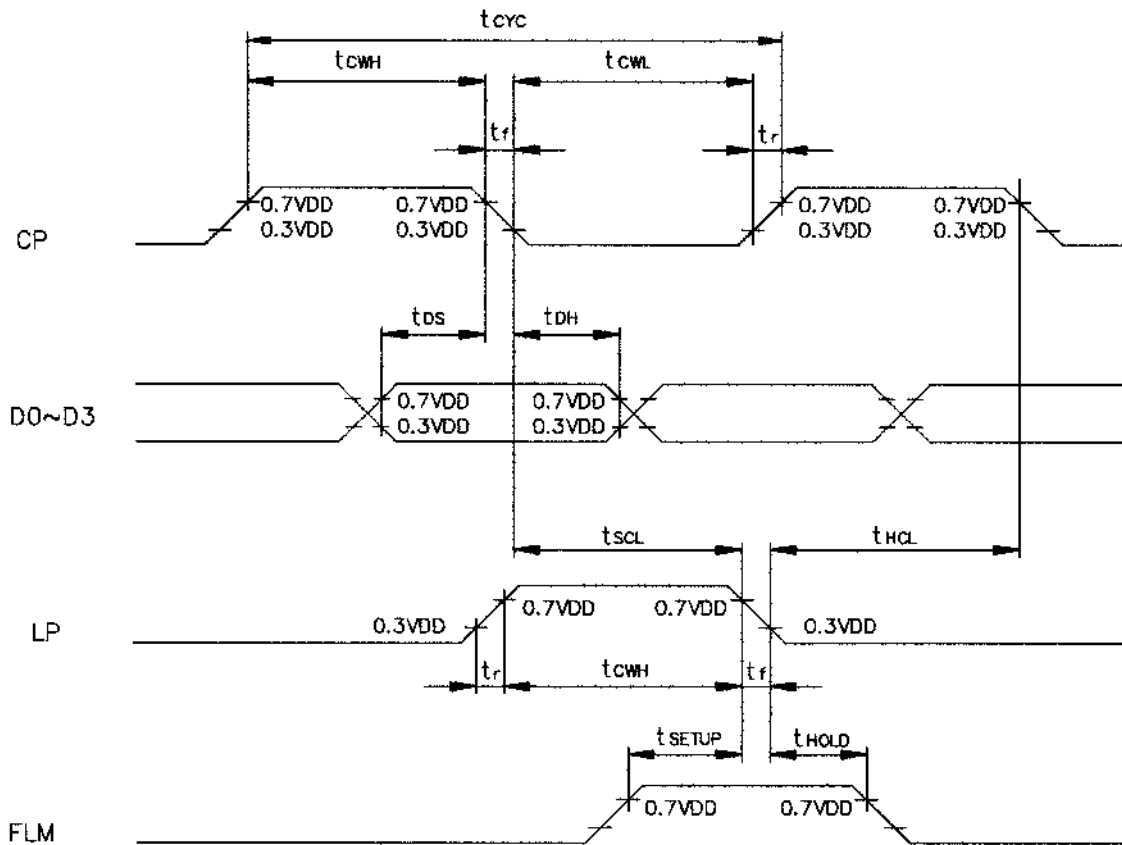 tCYC
tCWH tCWL
tf tr
CP
0.7VDD 0.7VDD 0.7VDD 0.7VDD
0.3VDD 0.3VDD 0.3VDD 0.3VDD
tDS tDH
D0~D3
0.7VDD 0.7VDD
0.3VDD 0.3VDD
tSCL tHCL
LP
0.3VDD 0.7VDD 0.7VDD 0.3VDD
tr tCWH tf
tSETUP tHOLD
FLM
0.7VDD 0.7VDD